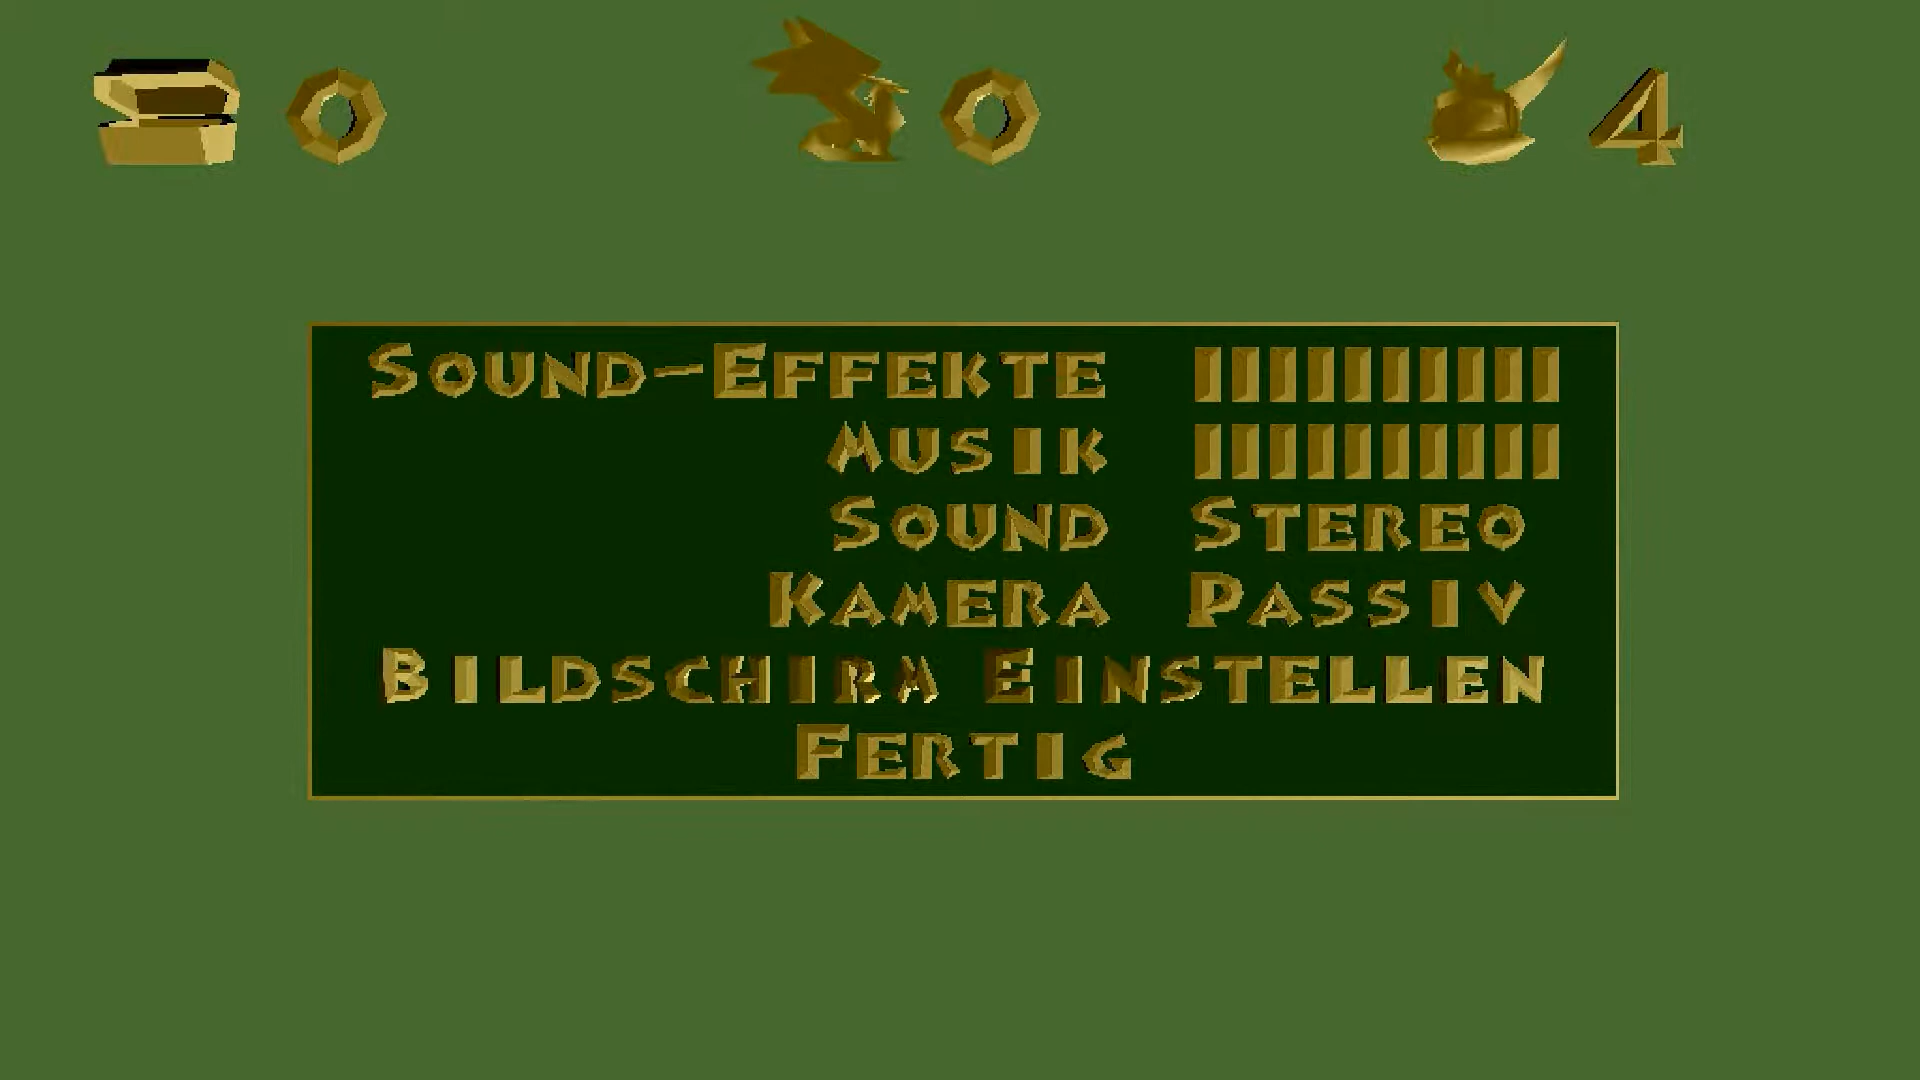 0 0 4
Sound-Effekte
Musik
Sound Stereo
Kamera Passiv
Bildschirm Einstellen
Fertig